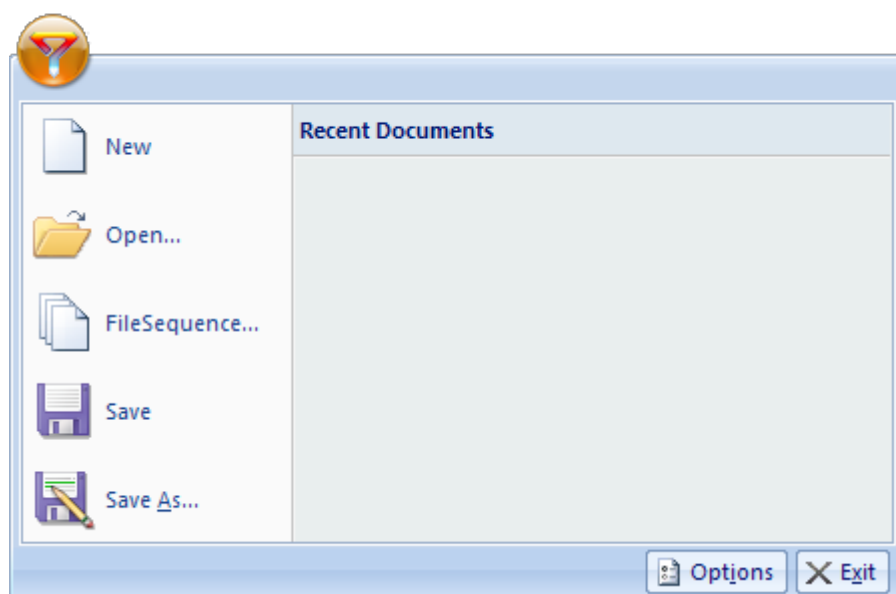 New
Open...
FileSequence...
Save
Save As...
Recent Documents
Options
Exit